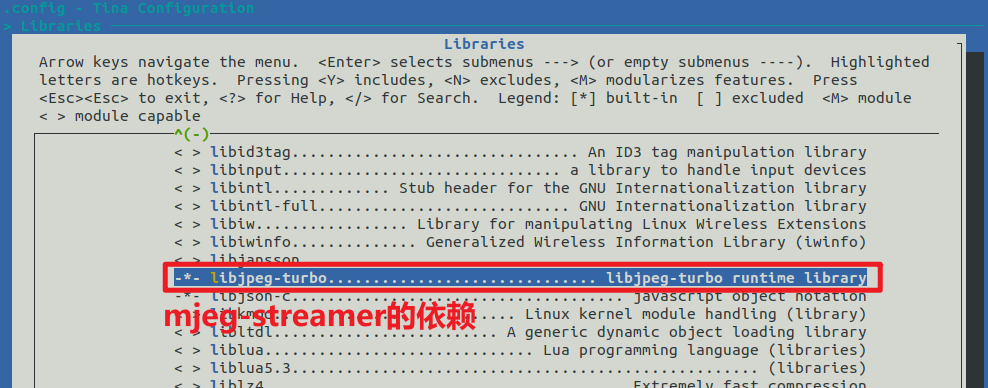 .config - Tina Configuration
> Libraries
Libraries
Arrow keys navigate the menu.  <Enter> selects submenus ---> (or empty submenus ----).  Highlighted
letters are hotkeys.  Pressing <Y> includes, <N> excludes, <M> modularizes features.  Press
<Esc><Esc> to exit, <?> for Help, </> for Search.  Legend: [*] built-in  [ ] excluded  <M> module
< > module capable
^(-)
< > libid3tag................................ An ID3 tag manipulation library
< > libinput............................... a library to handle input devices
< > libintl............. Stub header for the GNU Internationalization library
< > libintl-full............................. GNU Internationalization library
< > libiw................. Library for manipulating Linux Wireless Extensions
< > libiwinfo............... Generalized Wireless Information Library (iwinfo)
< > libjansson
-*- libjpeg-turbo.............................. libjpeg-turbo runtime library
-*- libjson-c...................................... javascript object notation
< > libkmod..................... Linux kernel module handling (library)
mjeg-streamer的依赖
< > libltdl.......................... A generic dynamic object loading library
< > liblua.............................. Lua programming language (libraries)
< > liblua5.3.................................................... (libraries)
< > liblz4......................................... Extremely fast compression